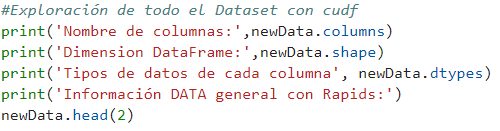 #Exploración de todo el Dataset con cudf
print('Nombre de columnas:',newData.columns)
print('Dimension DataFrame:',newData.shape)
print('Tipos de datos de cada columna', newData.dtypes)
print('Información DATA general con Rapids:')
newData.head(2)